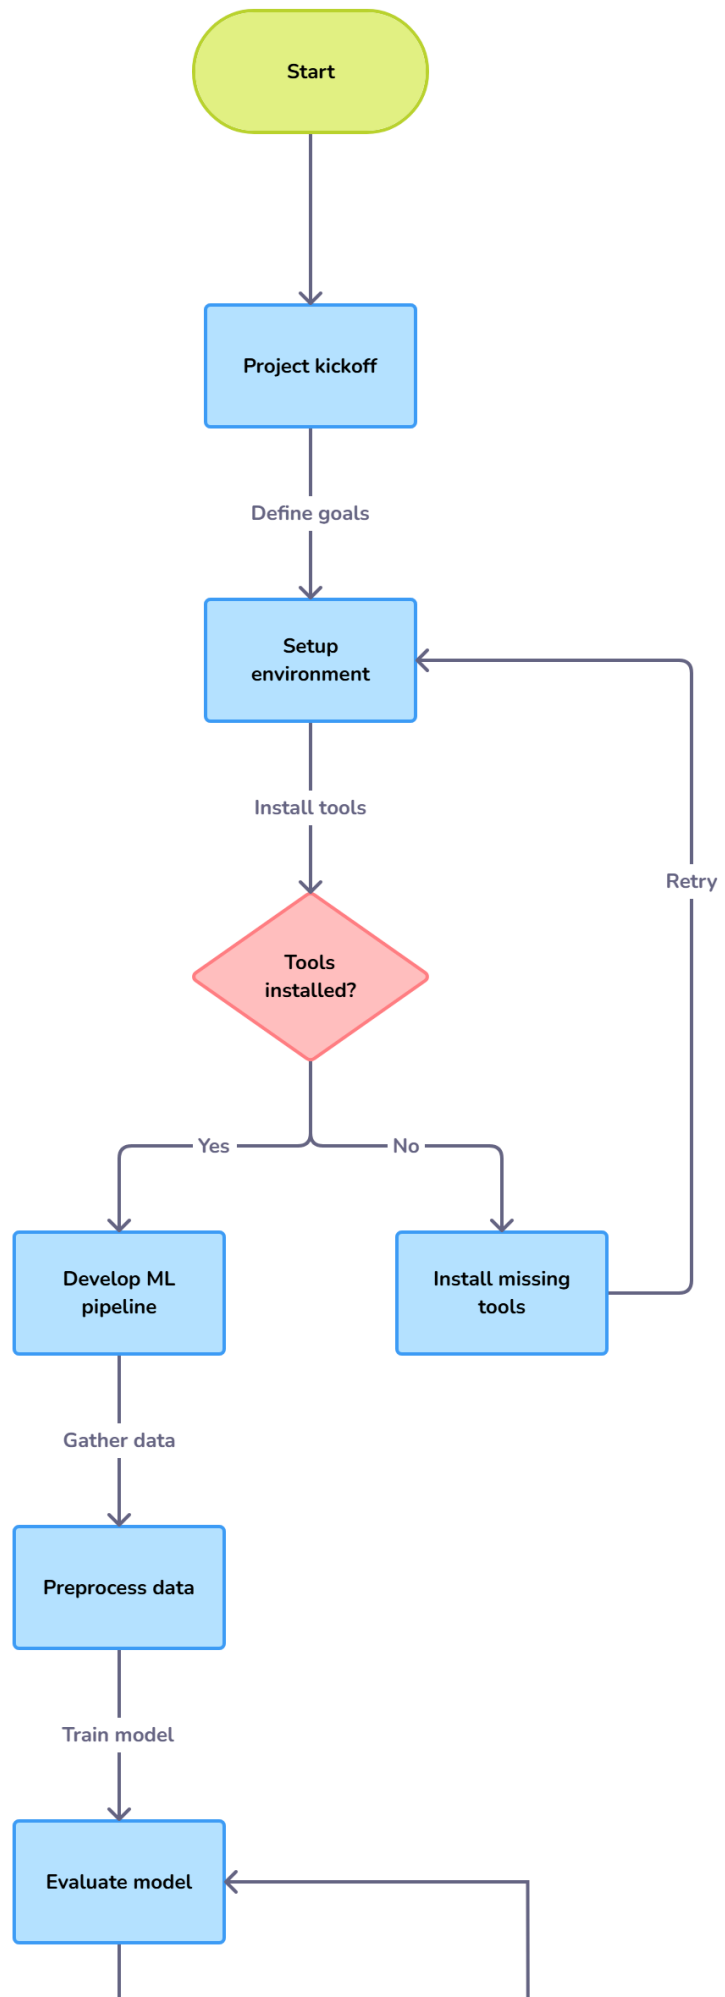 Start
Project kickoff
Define goals
Setup
environment
Install tools
Retry
Tools
installed?
Yes
No
Develop ML
pipeline
Install missing
tools
Gather data
Preprocess data
Train model
Evaluate model